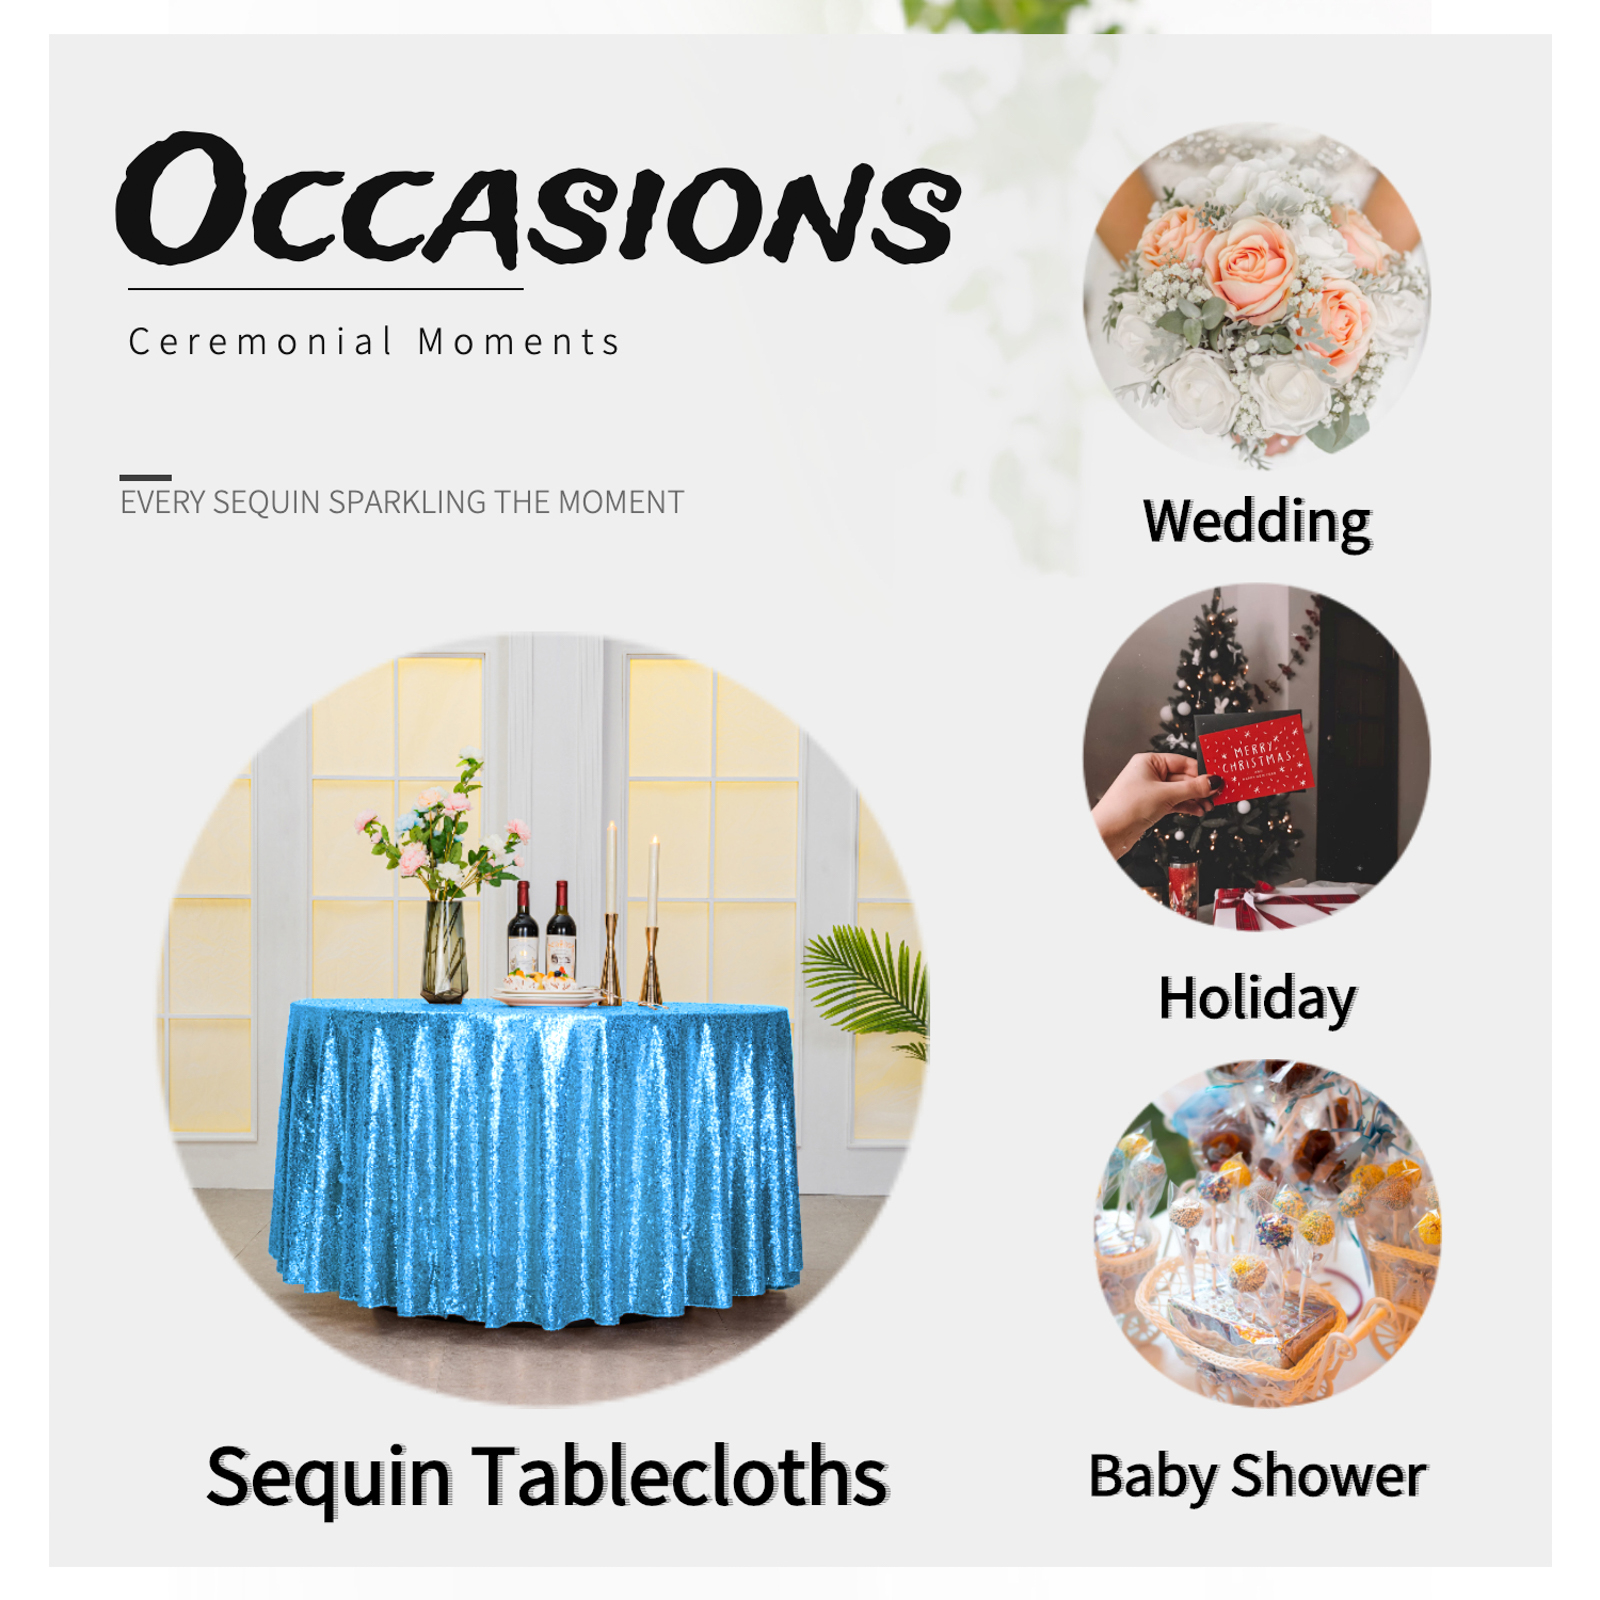 OCCASIONS
Ceremonial Moments
EVERY SEQUIN SPARKLING THE MOMENT
Wedding
MERRY
CHRISTMAS
Holiday
Sequin Tablecloths
Baby Shower